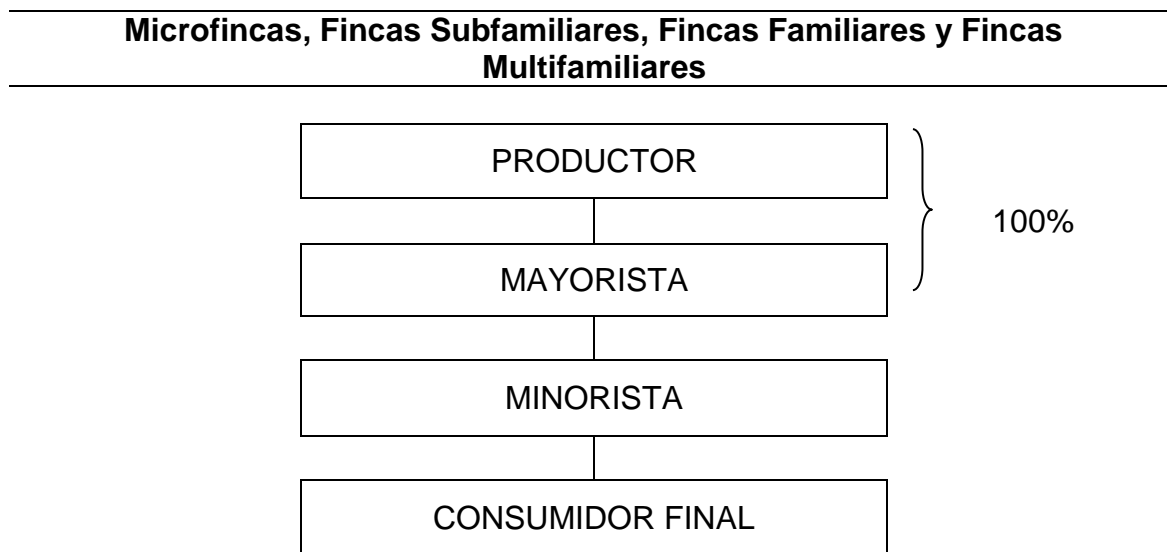 Microfincas, Fincas Subfamiliares, Fincas Familiares y Fincas
Multifamiliares
PRODUCTOR
100%
MAYORISTA
MINORISTA
CONSUMIDOR FINAL